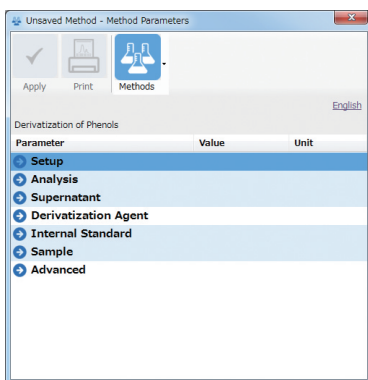 Unsaved Method - Method Parameters
Apply Print Methods
English
Derivatization of Phenols
Parameter Value Unit
Setup
Analysis
Supernatant
Derivatization Agent
Internal Standard
Sample
Advanced